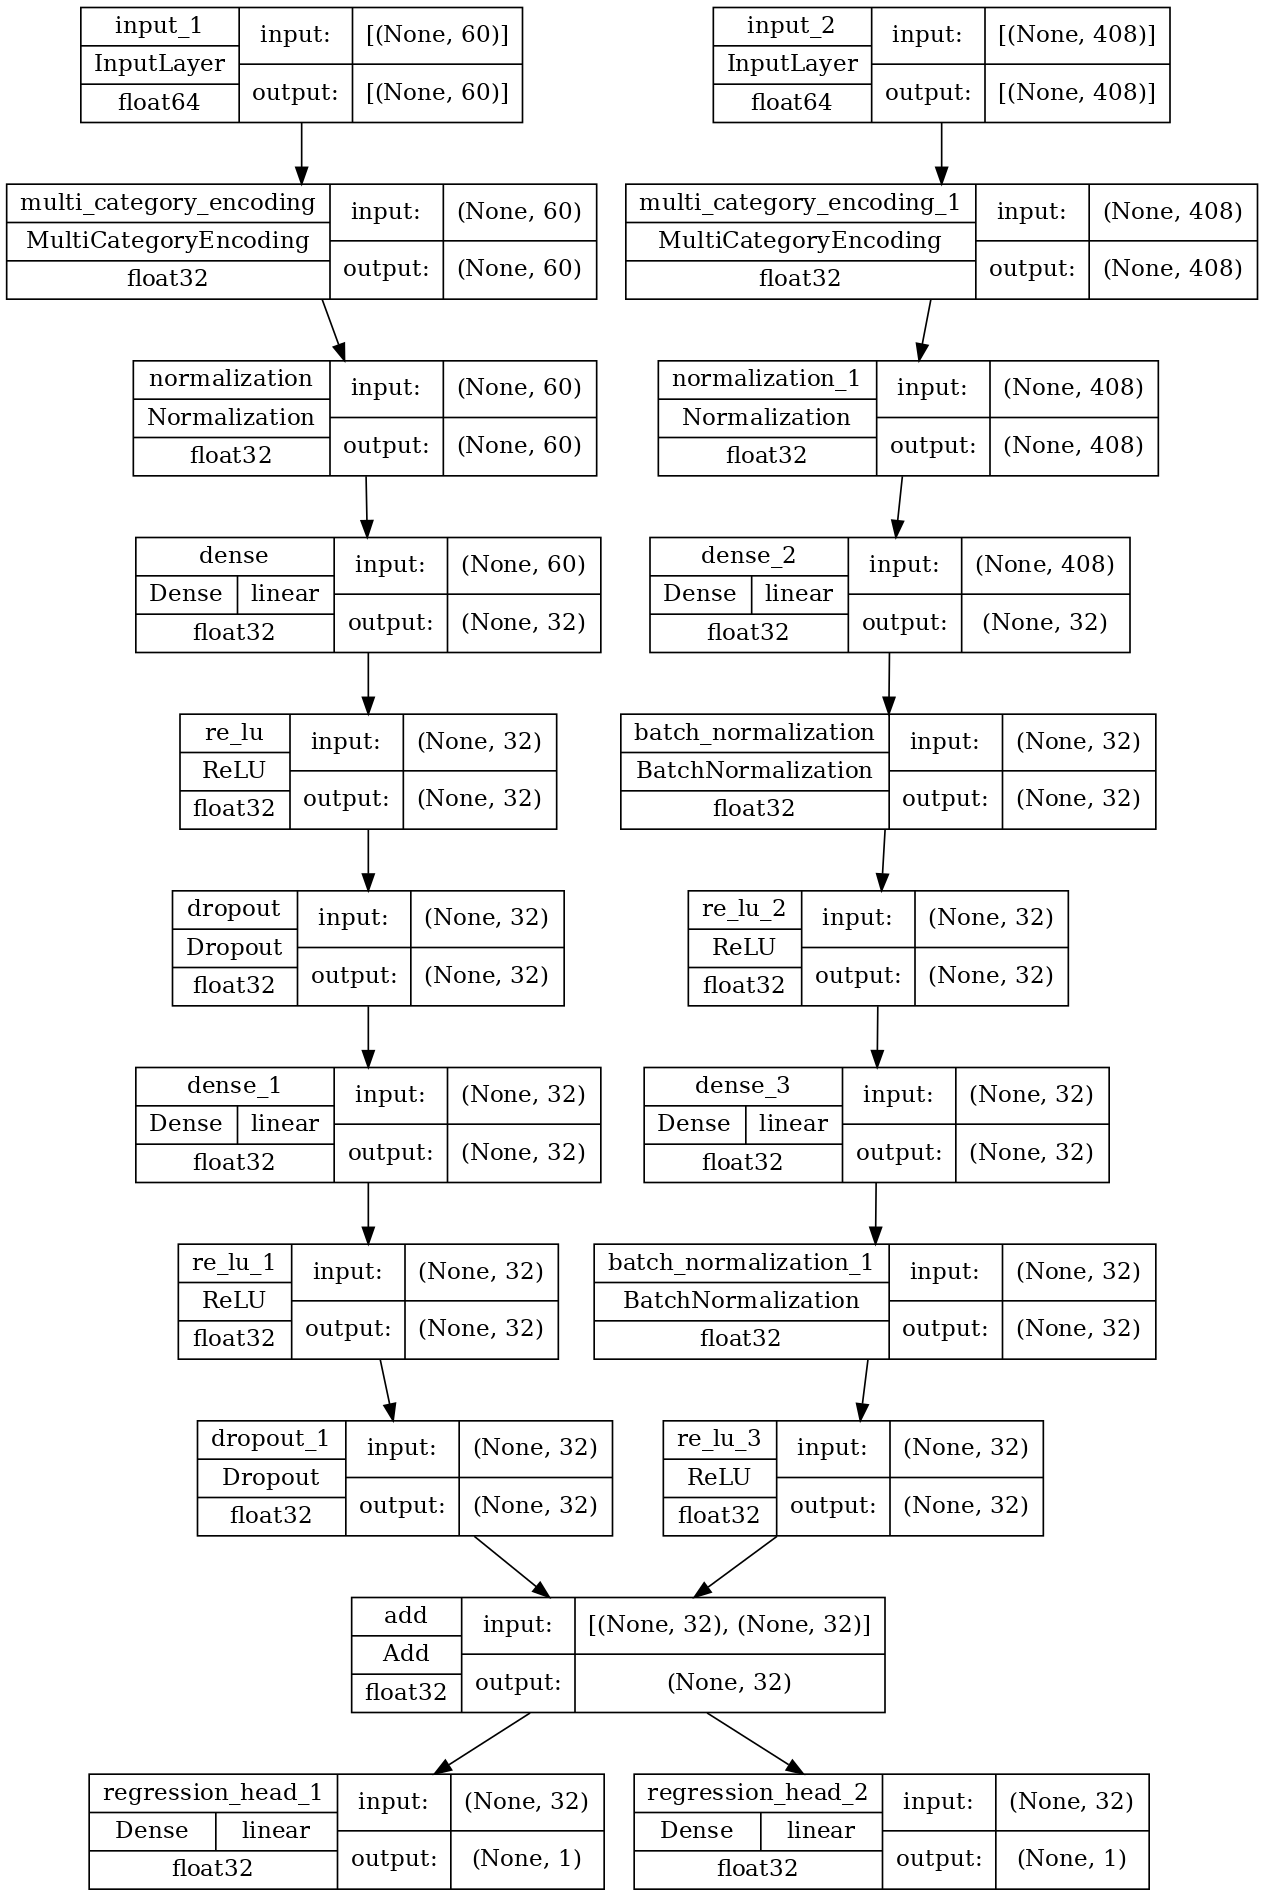 input_1
InputLayer
float64
input:
[(None, 60)]
output:
[(None, 60)]
input_2
InputLayer
float64
input:
[(None, 408)]
output:
[(None, 408)]
multi_category_encoding
MultiCategoryEncoding
float32
input:
(None, 60)
output:
(None, 60)
multi_category_encoding_1
MultiCategoryEncoding
float32
input:
(None, 408)
output:
(None, 408)
normalization
Normalization
float32
input:
(None, 60)
output:
(None, 60)
normalization_1
Normalization
float32
input:
(None, 408)
output:
(None, 408)
dense
Dense linear
float32
input:
(None, 60)
output:
(None, 32)
dense_2
Dense linear
float32
input:
(None, 408)
output:
(None, 32)
re_lu
ReLU
float32
input:
(None, 32)
output:
(None, 32)
batch_normalization
BatchNormalization
float32
input:
(None, 32)
output:
(None, 32)
dropout
Dropout
float32
input:
(None, 32)
output:
(None, 32)
re_lu_2
ReLU
float32
input:
(None, 32)
output:
(None, 32)
dense_1
Dense linear
float32
input:
(None, 32)
output:
(None, 32)
dense_3
Dense linear
float32
input:
(None, 32)
output:
(None, 32)
re_lu_1
ReLU
float32
input:
(None, 32)
output:
(None, 32)
batch_normalization_1
BatchNormalization
float32
input:
(None, 32)
output:
(None, 32)
dropout_1
Dropout
float32
input:
(None, 32)
output:
(None, 32)
re_lu_3
ReLU
float32
input:
(None, 32)
output:
(None, 32)
add
Add
float32
input:
[(None, 32), (None, 32)]
output:
(None, 32)
regression_head_1
Dense linear
float32
input:
(None, 32)
output:
(None, 1)
regression_head_2
Dense linear
float32
input:
(None, 32)
output:
(None, 1)